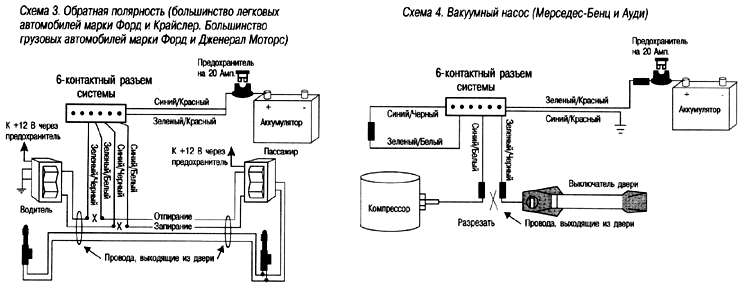 Схема 3. Обратная полярность (большинство легковых
автомобилей марки Форд и Крайслер. Большинство
грузовых автомобилей марки Форд и Дженерал Моторс)
Предохранитель
на 20 Амп.
6-контактный разъем
системы
Синий/Красный
Зеленый/Красный
Аккумулятор
К +12 В через
предохранитель
К +12 В через
предохранитель
Зеленый/Черный
Зеленый/Белый
Синий/Черный
Синий/Белый
Водитель
Пассажир
Отпирание
Запирание
Провода, выходящие из двери
Схема 4. Вакуумный насос (Мерседес-Бенц и Ауди)
Предохранитель
на 20 Амп.
6-контактный разъем
системы
Синий/Черный
Зеленый/Белый
Зеленый/Красный
Синий/Красный
Аккумулятор
Синий/Белый
Зеленый/Черный
Компрессор
Разрезать
Выключатель двери
Провода, выходящие из двери